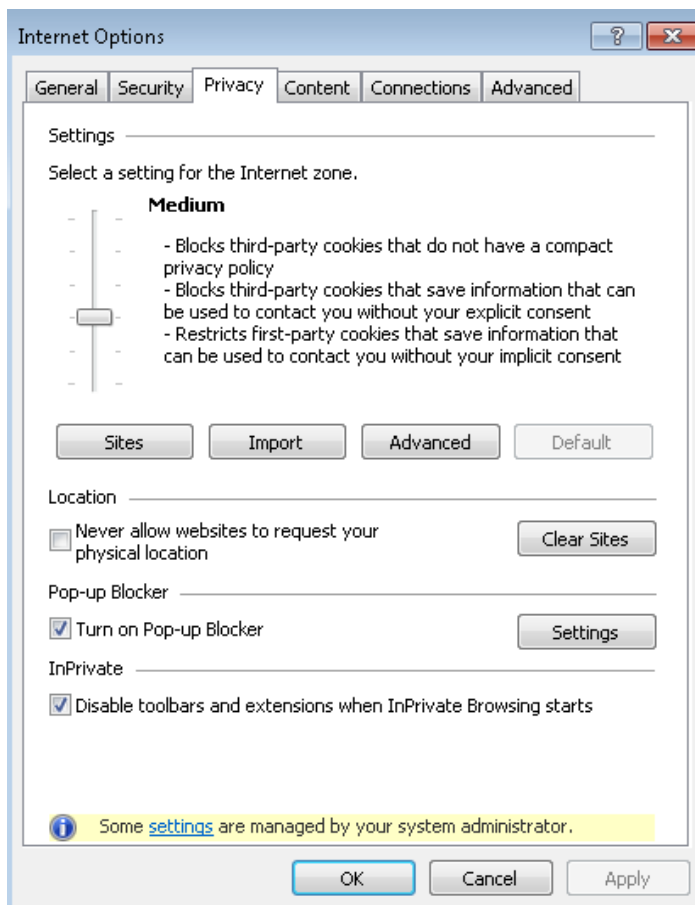 Internet Options
General Security Privacy Content Connections Advanced
Settings
Select a setting for the Internet zone.
Medium
- Blocks third-party cookies that do not have a compact
privacy policy
- Blocks third-party cookies that save information that can
be used to contact you without your explicit consent
- Restricts first-party cookies that save information that
can be used to contact you without your implicit consent
Sites Import Advanced Default
Location
Never allow websites to request your
physical location
Clear Sites
Pop-up Blocker
Turn on Pop-up Blocker
Settings
InPrivate
Disable toolbars and extensions when InPrivate Browsing starts
Some settings are managed by your system administrator.
OK Cancel Apply